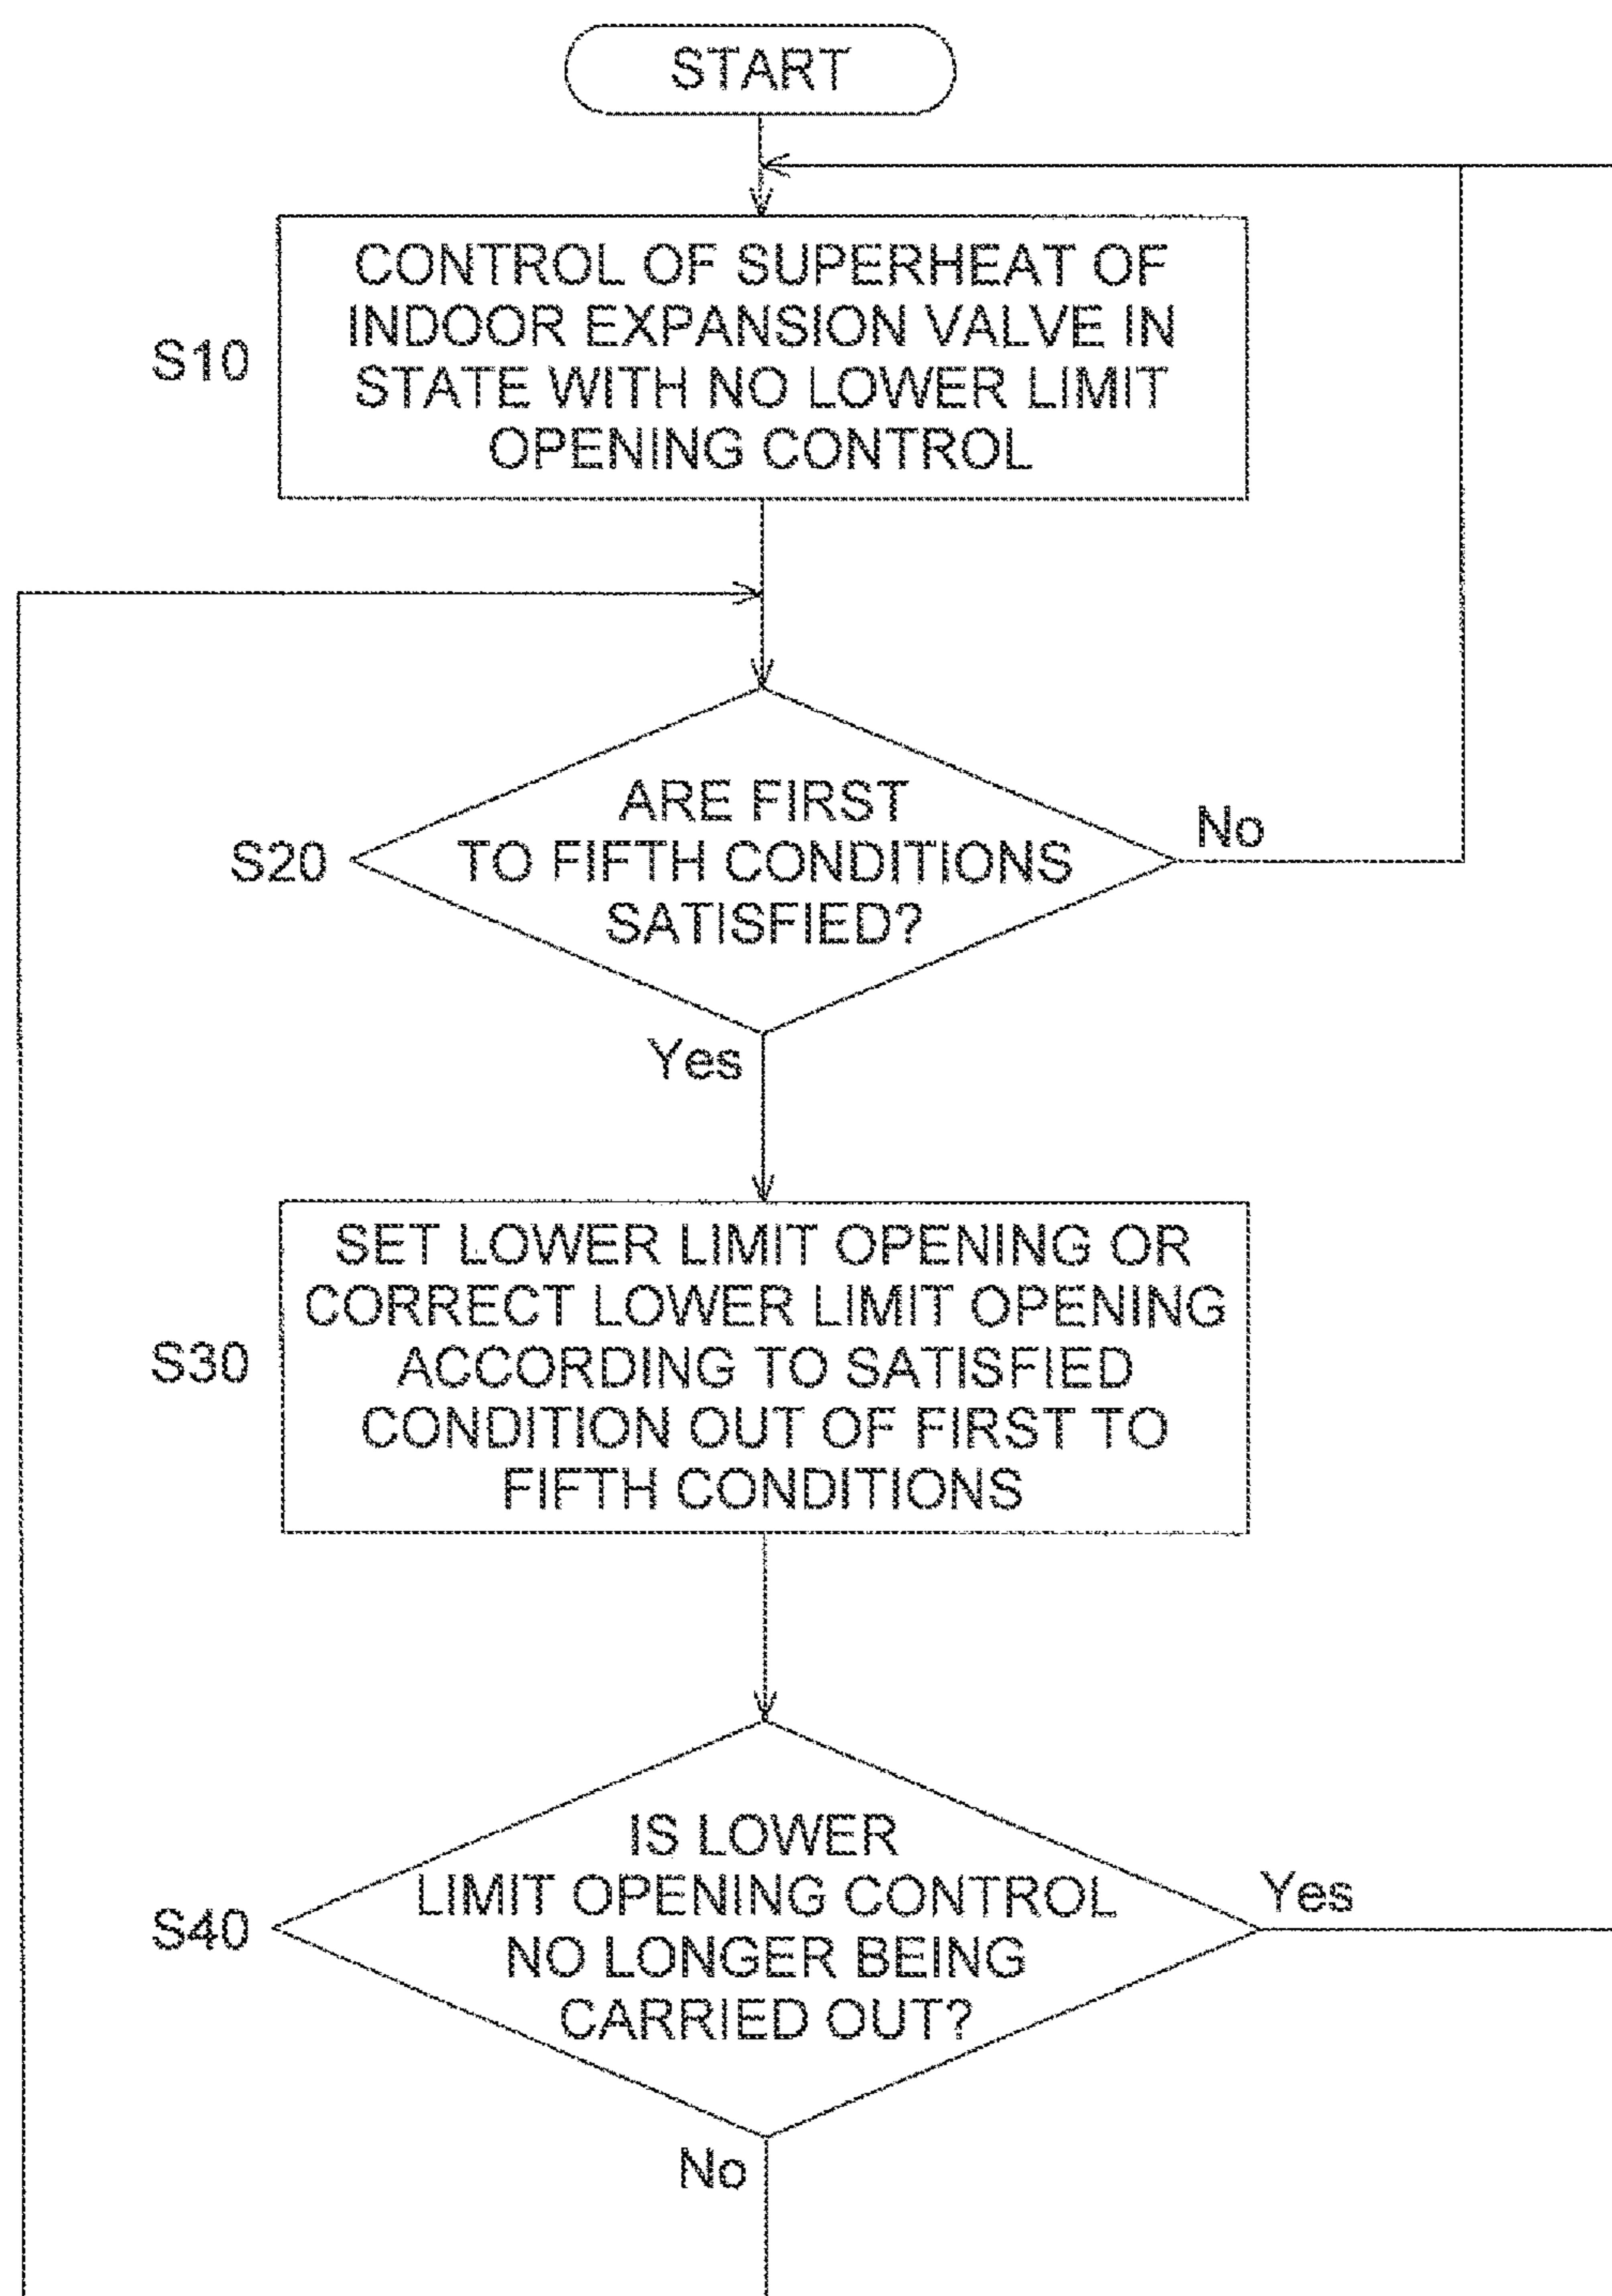 START
S10
CONTROL OF SUPERHEAT OF
INDOOR EXPANSION VALVE IN
STATE WITH NO LOWER LIMIT
OPENING CONTROL
S20
ARE FIRST
TO FIFTH CONDITIONS
SATISFIED?
No
Yes
S30
SET LOWER LIMIT OPENING OR
CORRECT LOWER LIMIT OPENING
ACCORDING TO SATISFIED
CONDITION OUT OF FIRST TO
FIFTH CONDITIONS
S40
IS LOWER
LIMIT OPENING CONTROL
NO LONGER BEING
CARRIED OUT?
Yes
No